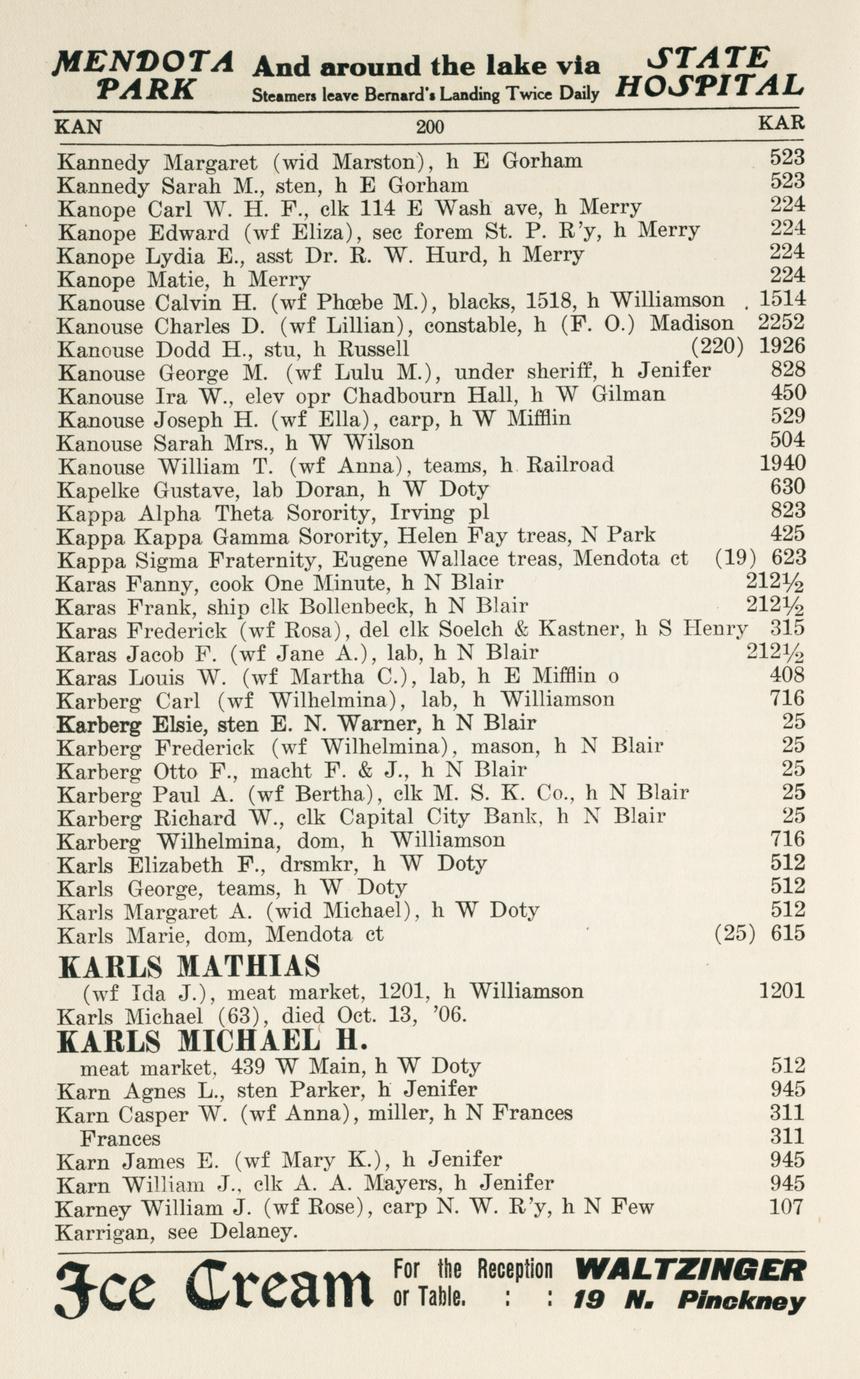 MENDOTA PARK And around the lake via STATE HOSPITAL
Steamers leave Bernard's Landing Twice Daily
KAN 200 KAR
Kannedy Margaret (wid Marston), h E Gorham 523
Kannedy Sarah M., sten, h E Gorham 523
Kanope Carl W. H. F., clk 114 E Wash ave, h Merry 224
Kanope Edward (wf Eliza), sec forem St. P. R'y, h Merry 224
Kanope Lydia E., asst Dr. R. W. Hurd, h Merry 224
Kanope Matie, h Merry 224
Kanouse Calvin H. (wf Phœbe M.), blacks, 1518, h Williamson . 1514
Kanouse Charles D. (wf Lillian), constable, h (F. O.) Madison 2252
Kanouse Dodd H., stu, h Russell (220) 1926
Kanouse George M. (wf Lulu M.), under sheriff, h Jenifer 828
Kanouse Ira W., elev opr Chadbourn Hall, h W Gilman 450
Kanouse Joseph H. (wf Ella), carp, h W Mifflin 529
Kanouse Sarah Mrs., h W Wilson 504
Kanouse William T. (wf Anna), teams, h Railroad 1940
Kapelke Gustave, lab Doran, h W Doty 630
Kappa Alpha Theta Sorority, Irving pl 823
Kappa Kappa Gamma Sorority, Helen Fay treas, N Park 425
Kappa Sigma Fraternity, Eugene Wallace treas, Mendota ct (19) 623
Karas Fanny, cook One Minute, h N Blair 212½
Karas Frank, ship clk Bollenbeck, h N Blair 212½
Karas Frederick (wf Rosa), del clk Soelch & Kastner, h S Henry 315
Karas Jacob F. (wf Jane A.), lab, h N Blair 212½
Karas Louis W. (wf Martha C.), lab, h E Mifflin o 408
Karberg Carl (wf Wilhelmina), lab, h Williamson 716
Karberg Elsie, sten E. N. Warner, h N Blair 25
Karberg Frederick (wf Wilhelmina), mason, h N Blair 25
Karberg Otto F., macht F. & J., h N Blair 25
Karberg Paul A. (wf Bertha), clk M. S. K. Co., h N Blair 25
Karberg Richard W., clk Capital City Bank, h N Blair 25
Karberg Wilhelmina, dom, h Williamson 716
Karls Elizabeth F., drsmkr, h W Doty 512
Karls George, teams, h W Doty 512
Karls Margaret A. (wid Michael), h W Doty 512
Karls Marie, dom, Mendota ct (25) 615
KARLS MATHIAS
(wf Ida J.), meat market, 1201, h Williamson 1201
Karls Michael (63), died Oct. 13, '06.
KARLS MICHAEL H.
meat market, 439 W Main, h W Doty 512
Karn Agnes L., sten Parker, h Jenifer 945
Karn Casper W. (wf Anna), miller, h N Frances 311
Frances 311
Karn James E. (wf Mary K.), h Jenifer 945
Karn William J., clk A. A. Mayers, h Jenifer 945
Karney William J. (wf Rose), carp N. W. R'y, h N Few 107
Karrigan, see Delaney.
Ice Cream For the Reception or Table. : : WALTZINGER
19 N. Pinckney